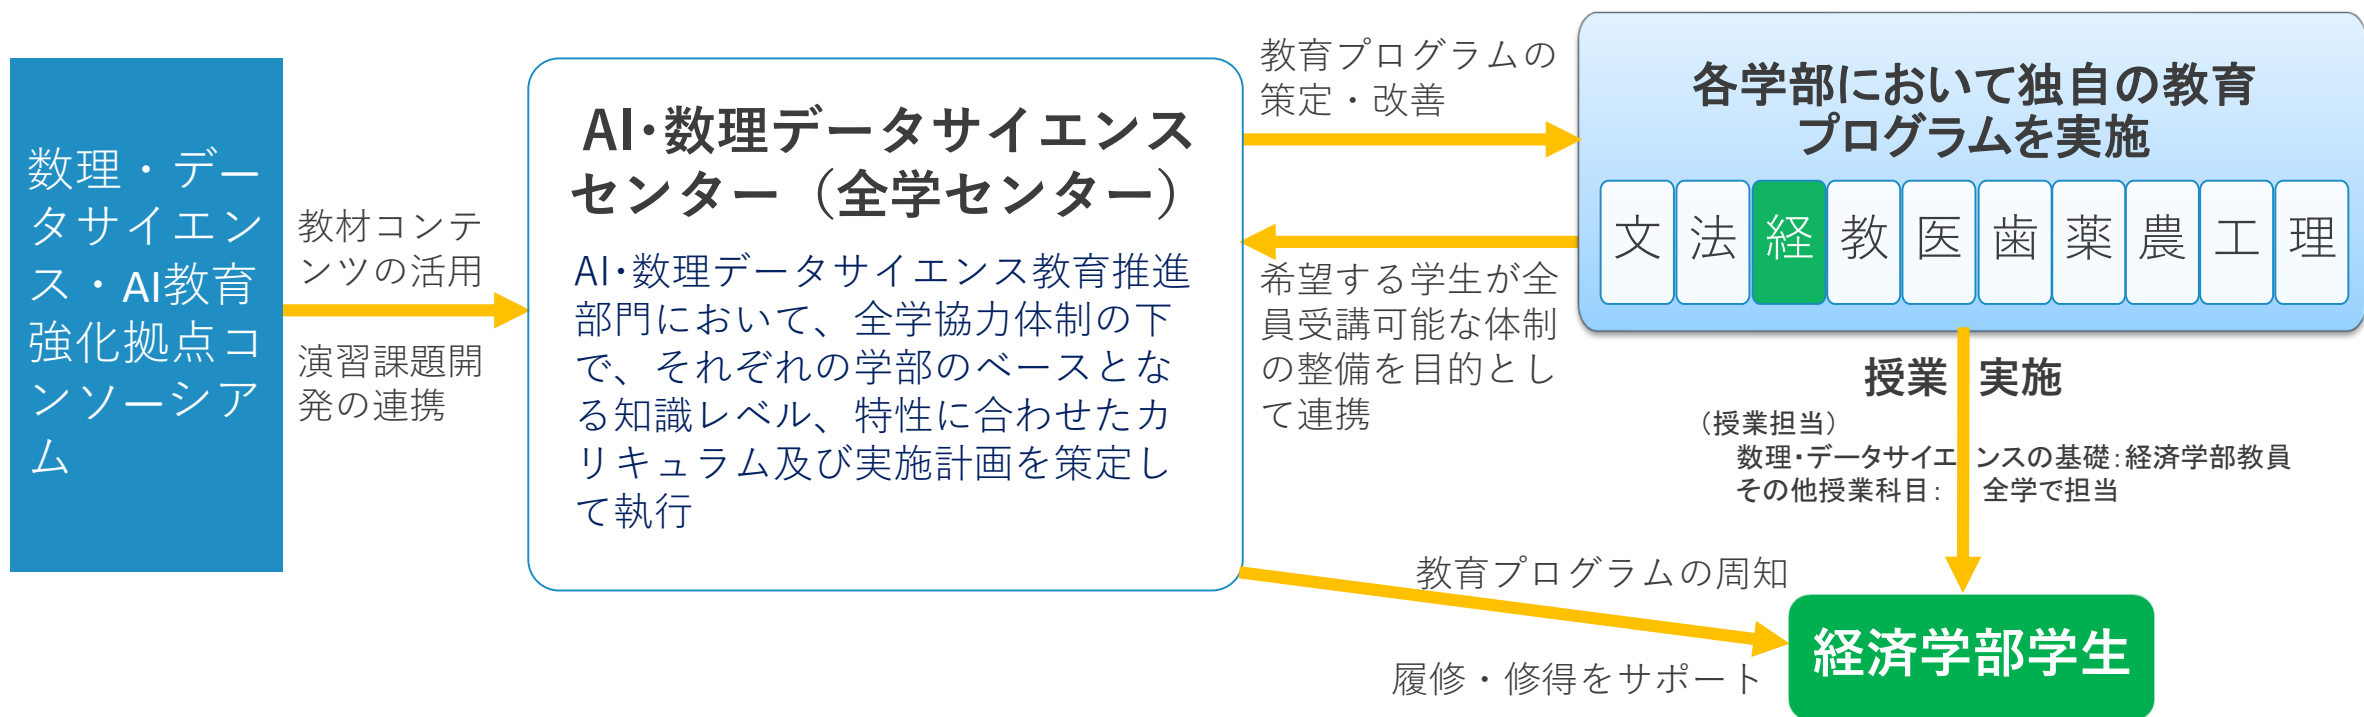 数理・デー
タサイエン
ス・AI教育
強化拠点コ
ンソーシア
ム
教材コンテ
ンツの活用
演習課題開
発の連携
AI・数理データサイエンス
センター（全学センター）
AI・数理データサイエンス教育推進
部門において、全学協力体制の下
で、それぞれの学部のベースとな
る知識レベル、特性に合わせたカ
リキュラム及び実施計画を策定し
て執行
教育プログラムの
策定・改善
希望する学生が全
員受講可能な体制
の整備を目的とし
て連携
各学部において独自の教育
プログラムを実施
文 法 経 教 医 歯 薬 農 工 理
授業 実施
（授業担当）
数理・データサイエンスの基礎：経済学部教員
その他授業科目： 全学で担当
教育プログラムの周知
履修・修得をサポート
経済学部学生